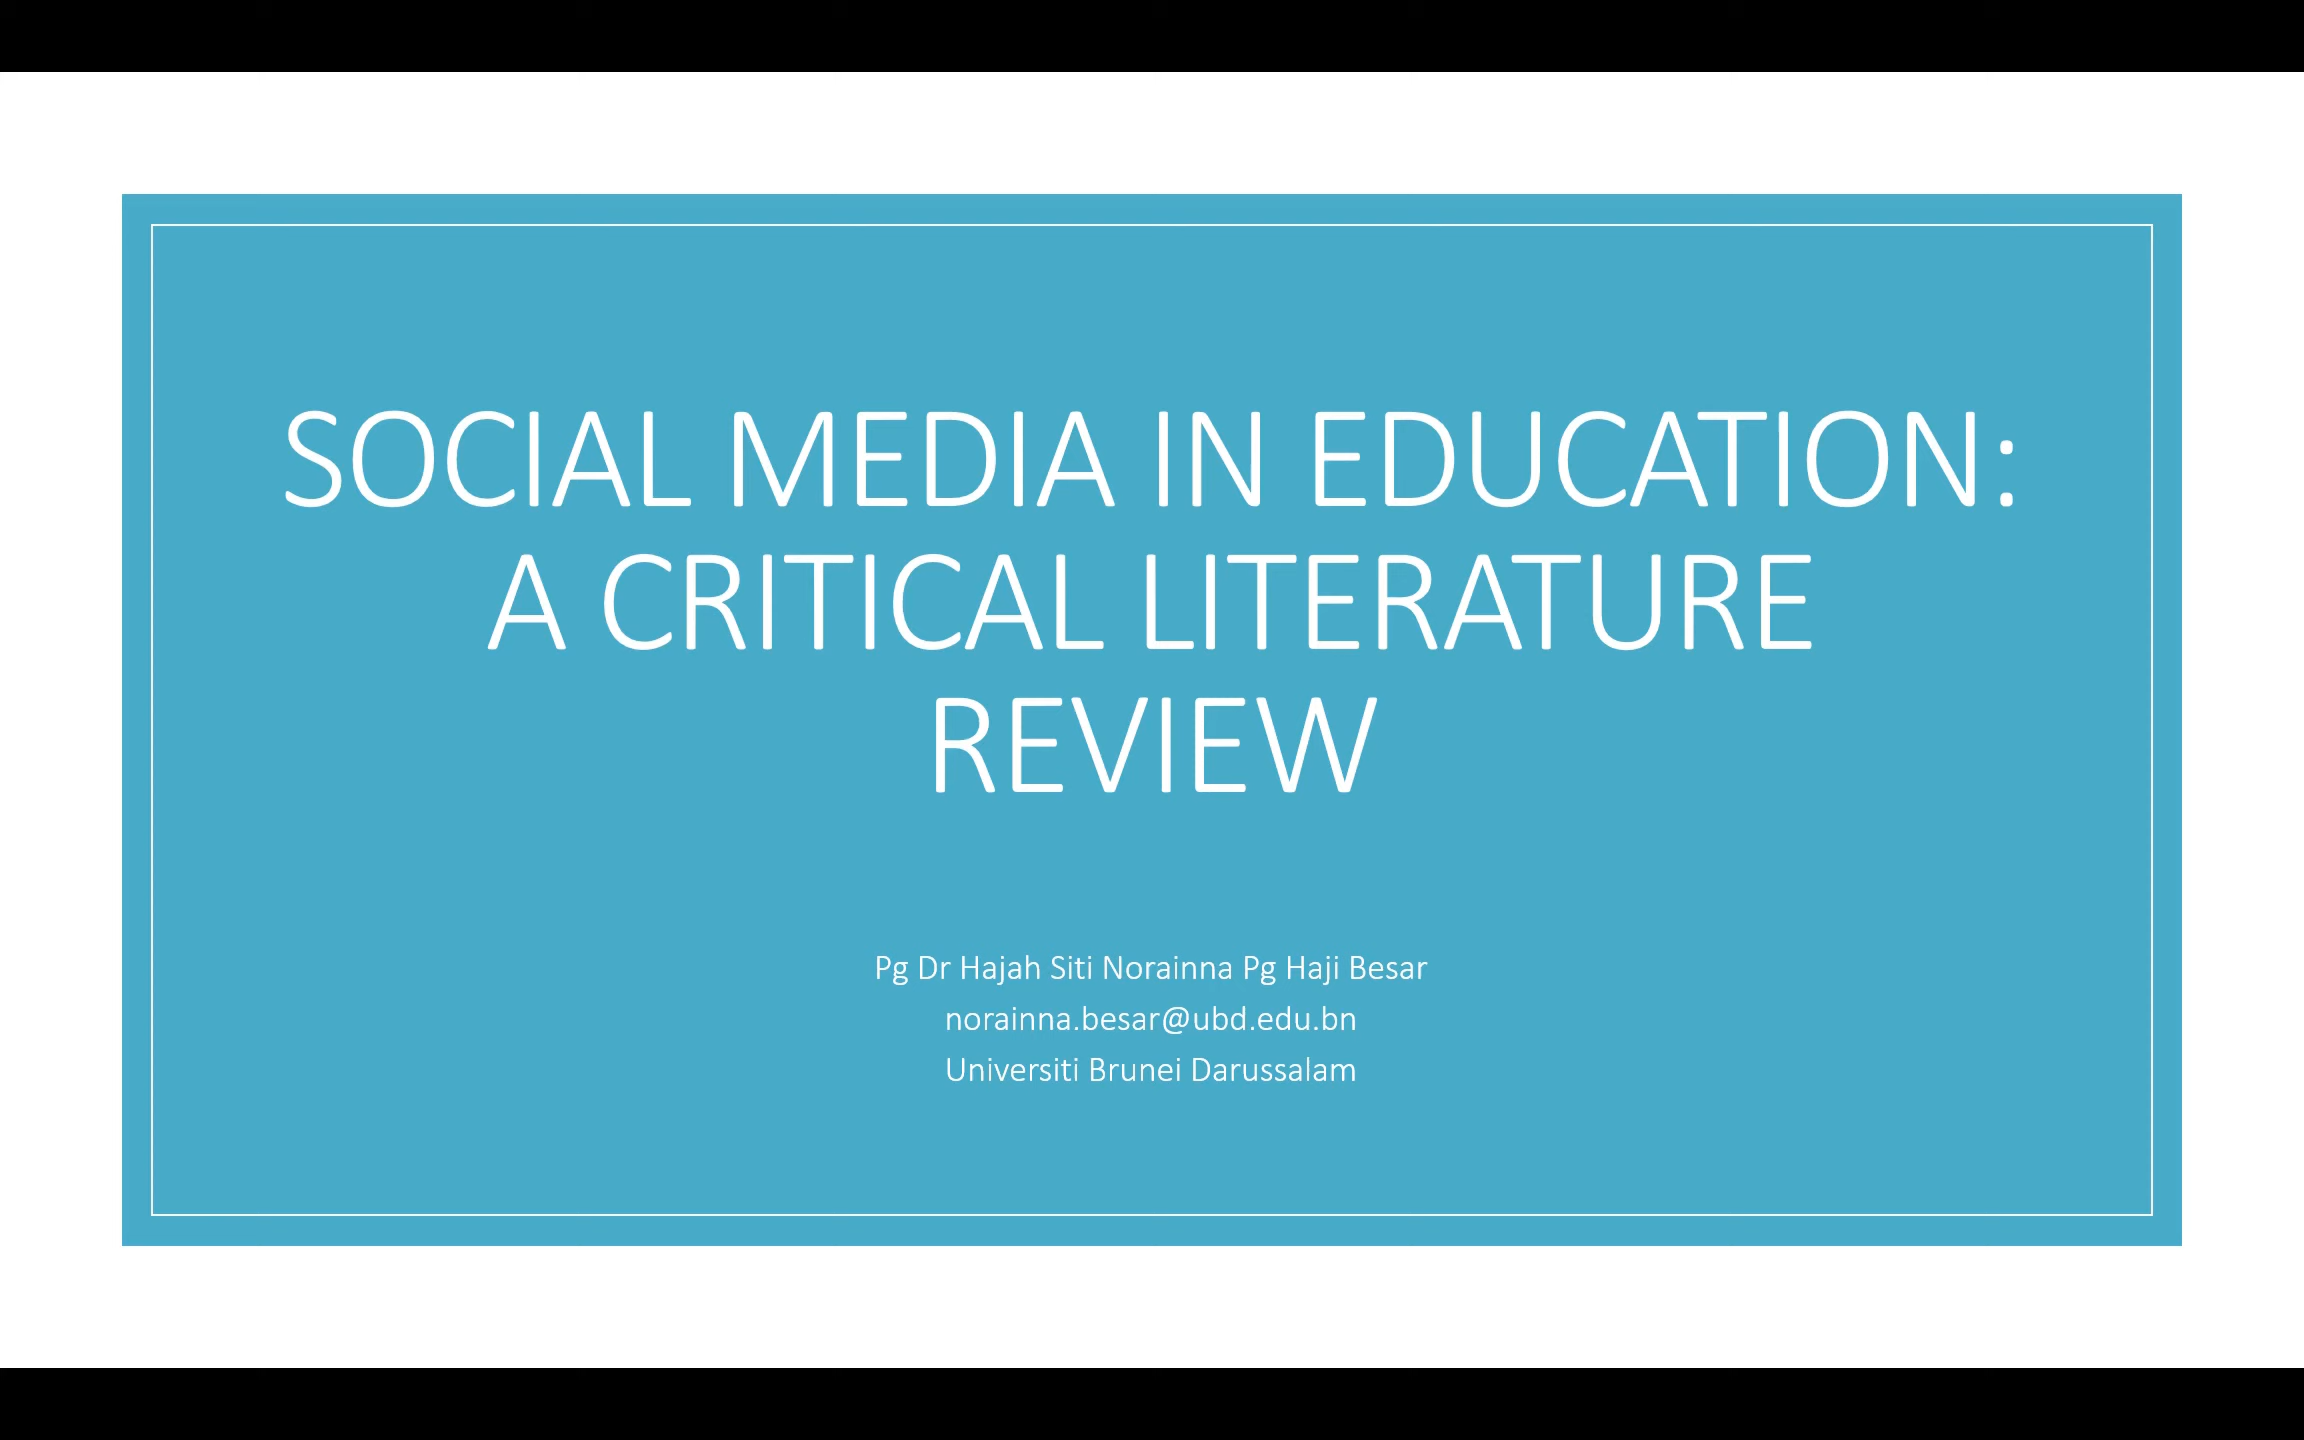 SOCIAL MEDIA IN EDUCATION:
A CRITICAL LITERATURE
REVIEW
Pg Dr Hajah Siti Norainna Pg Haji Besar
norainna.besar@ubd.edu.bn
Universiti Brunei Darussalam